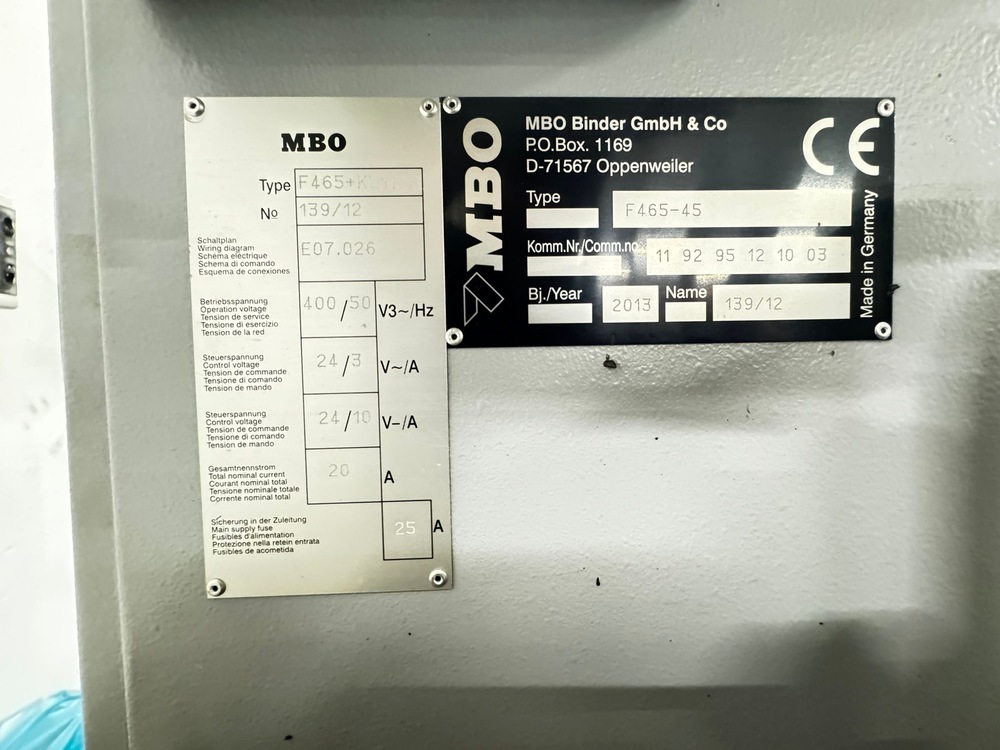 MBO
Type F465+
No 139/12
Schaltplan
Wiring diagram
Schema électrique
Schema di comando
Esquema de conexiones
E07.026
Betriebsspannung
Operation voltage
Tension de service
Tensione di esercizio
Tension de la red
400/50 V3~/Hz
Steuerspannung
Control voltage
Tension de commande
Tensione di comando
Tension de mando
24/3 V~/A
Steuerspannung
Control voltage
Tension de commande
Tensione di comando
Tension de mando
24/10 V–/A
Gesamtnennstrom
Total nominal current
Courant nominal total
Tensione nominale totale
Corrente nominal total
20 A
Sicherung in der Zuleitung
Main supply fuse
Fusibles d'alimentation
Protezione nella retein entrata
Fusibles de acometida
25 A
MBO
MBO Binder GmbH & Co
P.O.Box. 1169
D-71567 Oppenweiler
CE
Type F465-45
Komm.Nr./Comm.no. 11 92 95 12 10 03
Bj./Year 2013 Name 139/12
Made in Germany